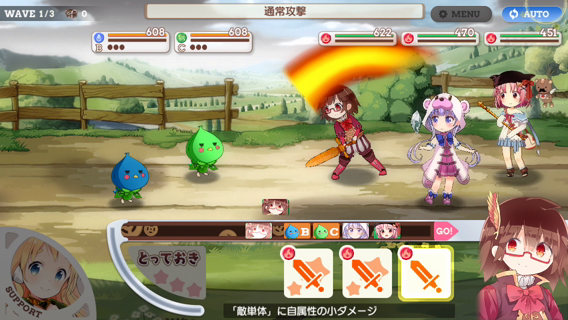 WAVE 1/3
0
通常攻撃
MENU
AUTO
608
B
608
C
622
470
451
B
C
GO!
SUPPORT
とっておき
「敵単体」に自属性の小ダメージ